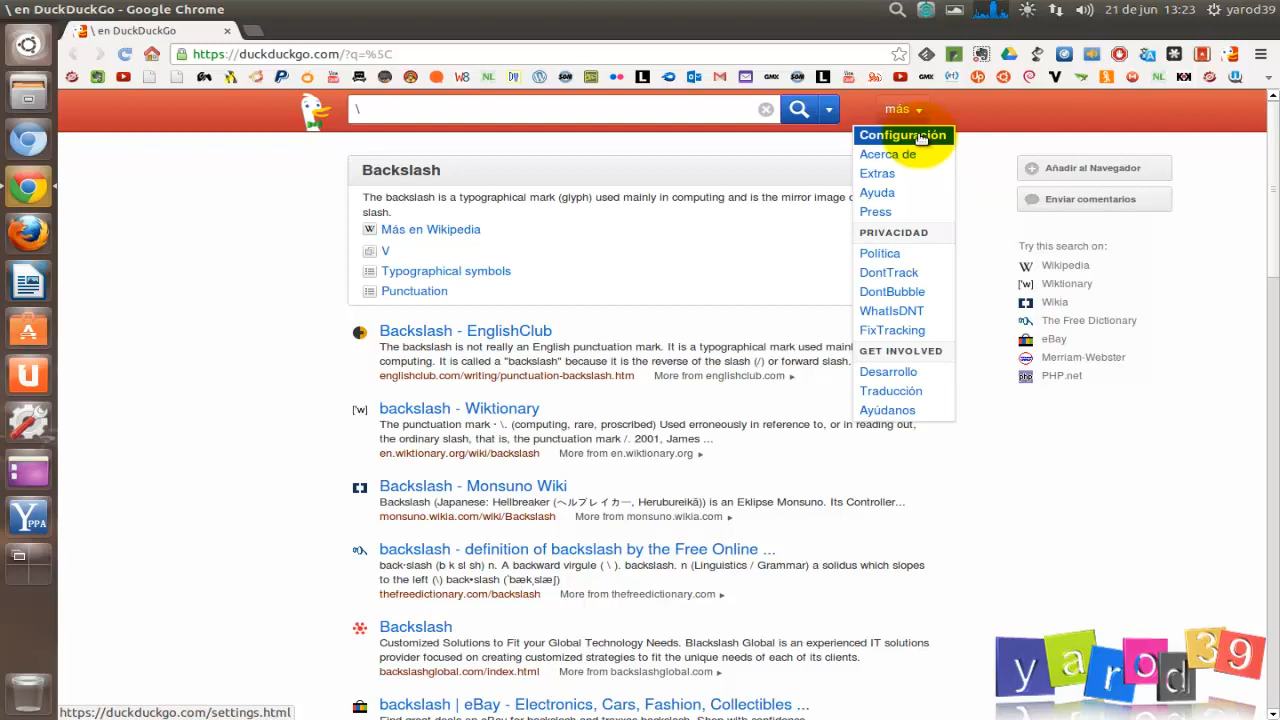 \ en DuckDuckGo - Google Chrome
21 de jun 13:23
yarod39
\ en DuckDuckGo
https://duckduckgo.com/?q=%5C
\
más
Configuración
Acerca de
Extras
Ayuda
Press
PRIVACIDAD
Política
DontTrack
DontBubble
WhatIsDNT
FixTracking
GET INVOLVED
Desarrollo
Traducción
Ayúdanos
Backslash
The backslash is a typographical mark (glyph) used mainly in computing and is the mirror image o
slash.
Más en Wikipedia
V
Typographical symbols
Punctuation
Backslash - EnglishClub
The backslash is not really an English punctuation mark. It is a typographical mark used main
computing. It is called a "backslash" because it is the reverse of the slash (/) or forward slash.
englishclub.com/writing/punctuation-backslash.htm More from englishclub.com
backslash - Wiktionary
The punctuation mark · \. (computing, rare, proscribed) Used erroneously in reference to, or in reading out,
the ordinary slash, that is, the punctuation mark /. 2001, James ...
en.wiktionary.org/wiki/backslash More from en.wiktionary.org
Backslash - Monsuno Wiki
Backslash (Japanese: Hellbreaker (ヘルブレイカー, Herubureikā)) is an Eklipse Monsuno. Its Controller...
monsuno.wikia.com/wiki/Backslash More from monsuno.wikia.com
backslash - definition of backslash by the Free Online ...
back·slash (b k sl sh) n. A backward virgule ( \ ). backslash. n (Linguistics / Grammar) a solidus which slopes
to the left (\) back•slash (ˈbækˌslæʃ)
thefreedictionary.com/backslash More from thefreedictionary.com
Backslash
Customized Solutions to Fit your Global Technology Needs. Blackslash Global is an experienced IT solutions
provider focused on creating customized strategies to fit the unique needs of each of its clients.
backslashglobal.com/index.html More from backslashglobal.com
backslash | eBay - Electronics, Cars, Fashion, Collectibles ...
Añadir al Navegador
Enviar comentarios
Try this search on:
Wikipedia
Wiktionary
Wikia
The Free Dictionary
eBay
Merriam-Webster
PHP.net
yarod39
https://duckduckgo.com/settings.html